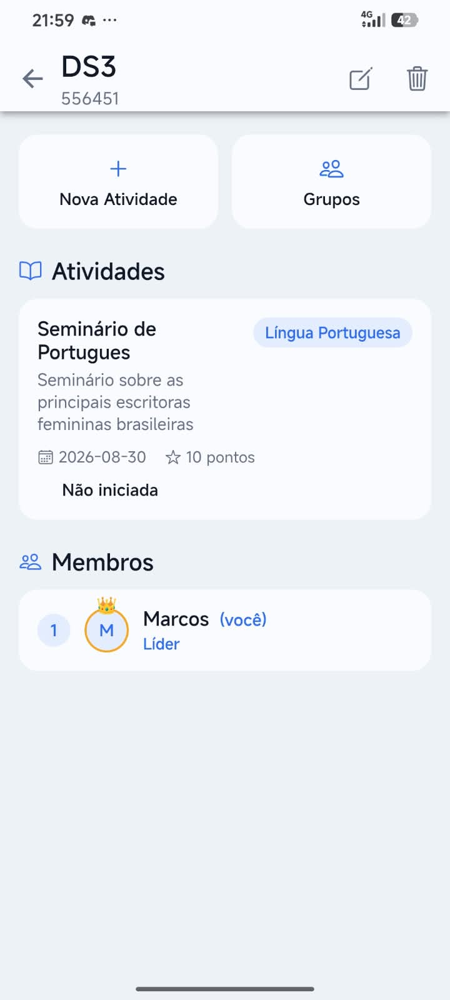 21:59 ...
4G
42
DS3
556451
Nova Atividade
Grupos
Atividades
Seminário de
Portugues
Língua Portuguesa
Seminário sobre as
principais escritoras
femininas brasileiras
2026-08-30
10 pontos
Não iniciada
Membros
1
M
Marcos (você)
Líder